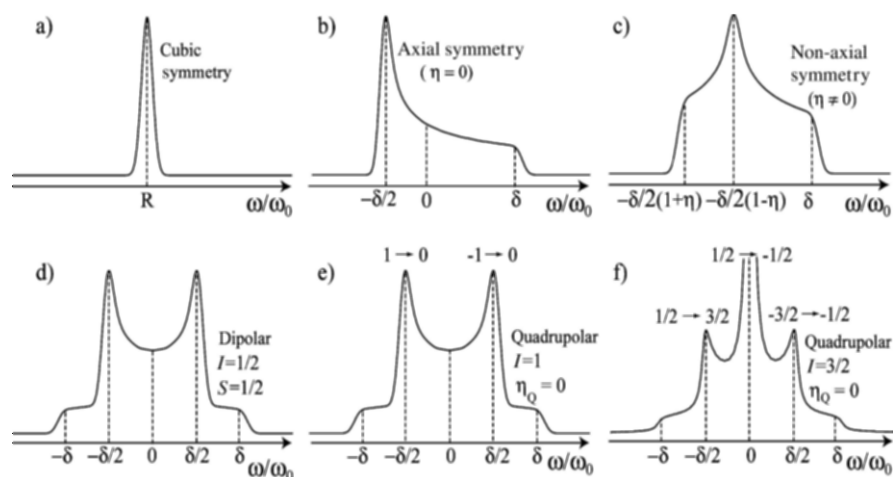 a)
Cubic
symmetry
R
ω/ω₀
b)
Axial symmetry
( η = 0)
−δ/2
0
δ
ω/ω₀
c)
Non-axial
symmetry
(η ≠ 0)
−δ/2(1+η)
−δ/2(1-η)
δ
ω/ω₀
d)
Dipolar
I=1/2
S=1/2
−δ
−δ/2
0
δ/2
δ
ω/ω₀
e)
1 → 0
-1 → 0
Quadrupolar
I=1
η_Q = 0
−δ
−δ/2
0
δ/2
δ
ω/ω₀
f)
1/2 → -1/2
1/2 → 3/2
-3/2 → -1/2
Quadrupolar
I=3/2
η_Q = 0
−δ
−δ/2
0
δ/2
δ
ω/ω₀